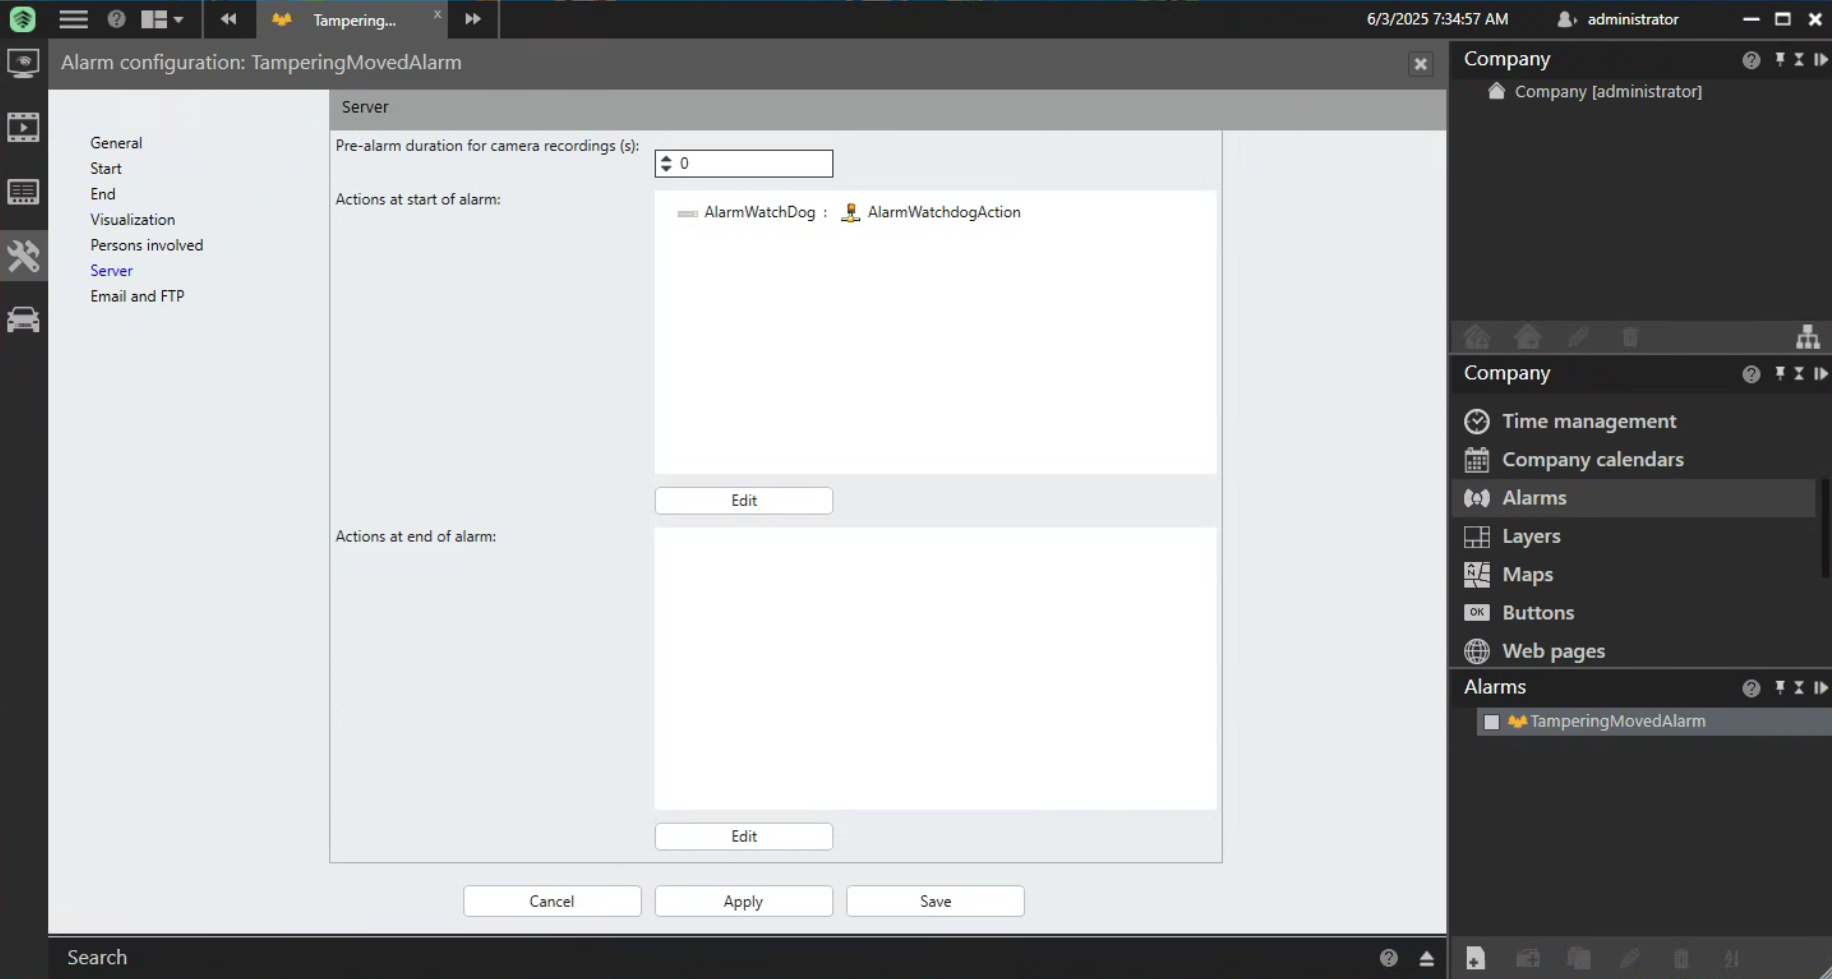 Tampering...
x
6/3/2025 7:34:57 AM
administrator
Alarm configuration: TamperingMovedAlarm
General
Start
End
Visualization
Persons involved
Server
Email and FTP
Server
Pre-alarm duration for camera recordings (s):
0
Actions at start of alarm:
AlarmWatchDog : AlarmWatchdogAction
Edit
Actions at end of alarm:
Edit
Cancel
Apply
Save
Search
Company
Company [administrator]
Company
Time management
Company calendars
Alarms
Layers
Maps
OK
Buttons
Web pages
Alarms
TamperingMovedAlarm